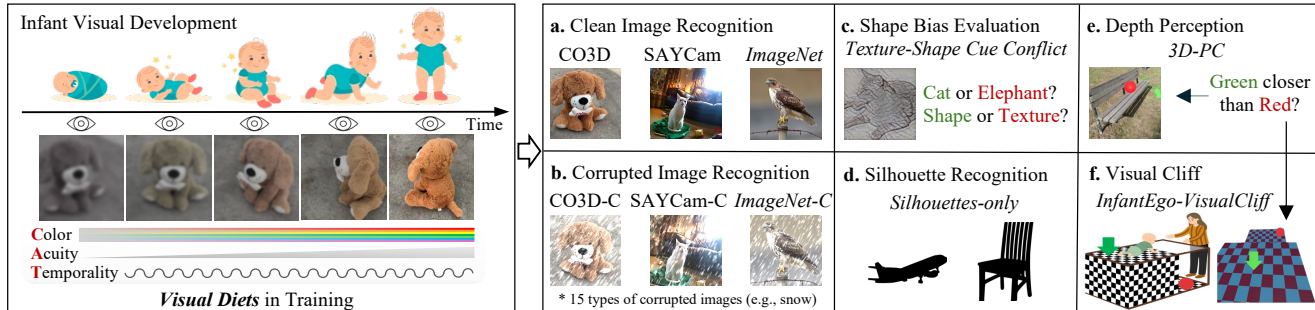 Infant Visual Development
Time
Color
Acuity
Temporality
Visual Diets in Training
a. Clean Image Recognition
CO3D SAYCam ImageNet
b. Corrupted Image Recognition
CO3D-C SAYCam-C ImageNet-C
* 15 types of corrupted images (e.g., snow)
c. Shape Bias Evaluation
Texture-Shape Cue Conflict
Cat or Elephant?
Shape or Texture?
d. Silhouette Recognition
Silhouettes-only
e. Depth Perception
3D-PC
Green closer
than Red?
f. Visual Cliff
InfantEgo-VisualCliff